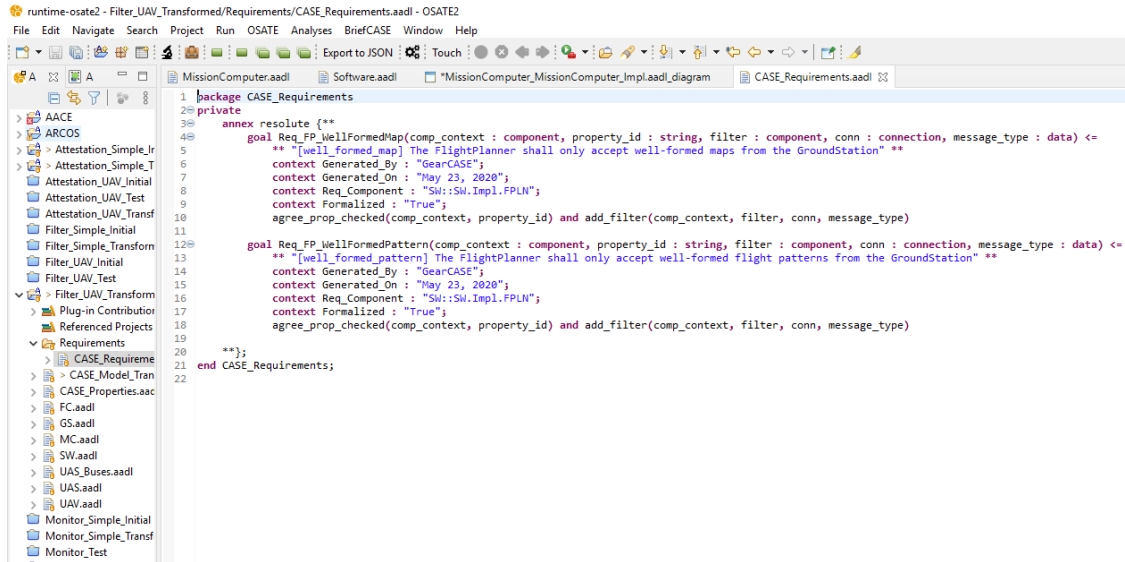 runtime-osate2 - Filter_UAV_Transformed/Requirements/CASE_Requirements.aadl - OSATE2
File Edit Navigate Search Project Run OSATE Analyses BriefCASE Window Help
Export to JSON Touch
A A
MissionComputer.aadl Software.aadl *MissionComputer_MissionComputer_Impl.aadl_diagram CASE_Requirements.aadl
AACE
ARCOS
> Attestation_Simple_Ir
> Attestation_Simple_T
Attestation_UAV_Initial
Attestation_UAV_Test
Attestation_UAV_Transf
Filter_Simple_Initial
Filter_Simple_Transform
Filter_UAV_Initial
Filter_UAV_Test
> Filter_UAV_Transform
Plug-in Contribution
Referenced Projects
Requirements
CASE_Requireme
> CASE_Model_Tran
CASE_Properties.aad
FC.aadl
GS.aadl
MC.aadl
SW.aadl
UAS_Buses.aadl
UAS.aadl
UAV.aadl
Monitor_Simple_Initial
Monitor_Simple_Transf
Monitor_Test
1 package CASE_Requirements
2 private
3 annex resolute {**
4 goal Req_FP_WellFormedMap(comp_context : component, property_id : string, filter : component, conn : connection, message_type : data) <=
5 ** "[well_formed_map] The FlightPlanner shall only accept well-formed maps from the GroundStation" **
6 context Generated_By : "GearCASE";
7 context Generated_On : "May 23, 2020";
8 context Req_Component : "SW::SW.Impl.FPLN";
9 context Formalized : "True";
10 agree_prop_checked(comp_context, property_id) and add_filter(comp_context, filter, conn, message_type)
11
12 goal Req_FP_WellFormedPattern(comp_context : component, property_id : string, filter : component, conn : connection, message_type : data) <=
13 ** "[well_formed_pattern] The FlightPlanner shall only accept well-formed flight patterns from the GroundStation" **
14 context Generated_By : "GearCASE";
15 context Generated_On : "May 23, 2020";
16 context Req_Component : "SW::SW.Impl.FPLN";
17 context Formalized : "True";
18 agree_prop_checked(comp_context, property_id) and add_filter(comp_context, filter, conn, message_type)
19
20 **};
21 end CASE_Requirements;
22